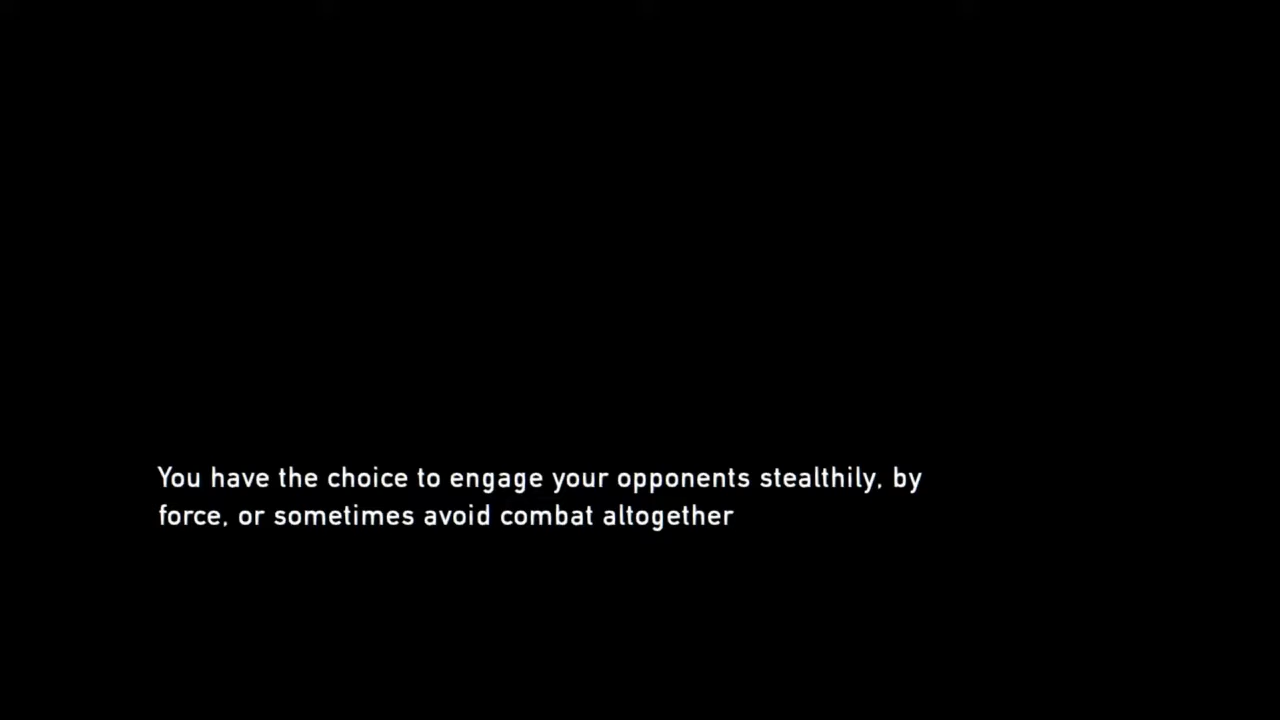 You have the choice to engage your opponents stealthily, by
force, or sometimes avoid combat altogether